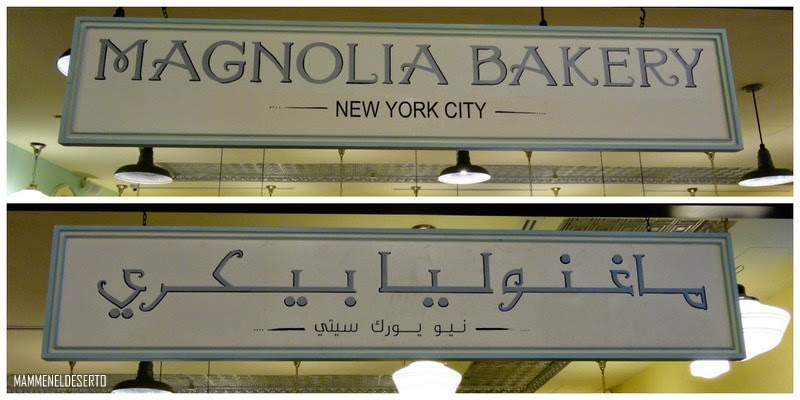 MAGNOLIA BAKERY
NEW YORK CITY
ماغنوليا بيكري
نيو يورك سيتي
MAMMENELDESERTO